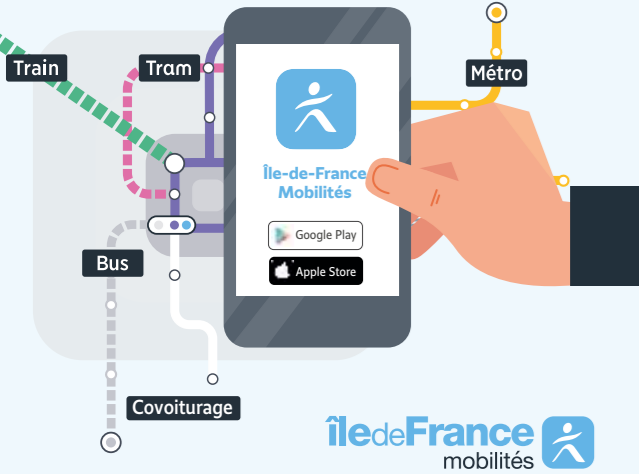 Train
Tram
Métro
Île-de-France
Mobilités
Google Play
Apple Store
Bus
Covoiturage
îledeFrance
mobilités